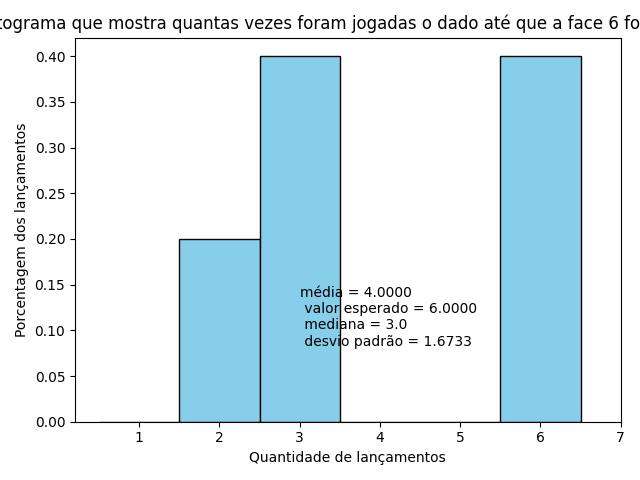 tograma que mostra quantas vezes foram jogadas o dado até que a face 6 fo
0.40
0.35
0.30
0.25
0.20
0.15
0.10
0.05
0.00
Porcentagem dos lançamentos
média = 4.0000
valor esperado = 6.0000
mediana = 3.0
desvio padrão = 1.6733
1 2 3 4 5 6 7
Quantidade de lançamentos